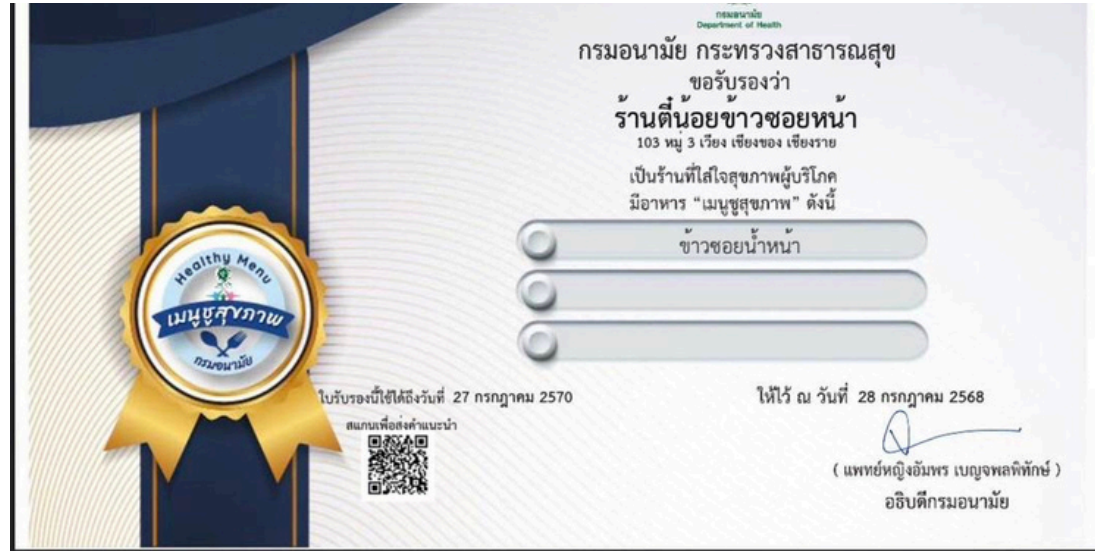 กรมอนามัย
Department of Health
กรมอนามัย กระทรวงสาธารณสุข
ขอรับรองว่า
ร้านตี๋น้อยข้าวซอยหน้า
103 หมู่ 3 เวียง เชียงของ เชียงราย
เป็นร้านที่ใส่ใจสุขภาพผู้บริโภค
มีอาหาร “เมนูชูสุขภาพ” ดังนี้
ข้าวซอยน้ำหน้า
Healthy Menu
เมนูชูสุขภาพ
กรมอนามัย
ใบรับรองนี้ใช้ได้ถึงวันที่ 27 กรกฎาคม 2570
ให้ไว้ ณ วันที่ 28 กรกฎาคม 2568
สแกนเพื่อส่งคำแนะนำ
( แพทย์หญิงอัมพร เบญจพลพิทักษ์ )
อธิบดีกรมอนามัย